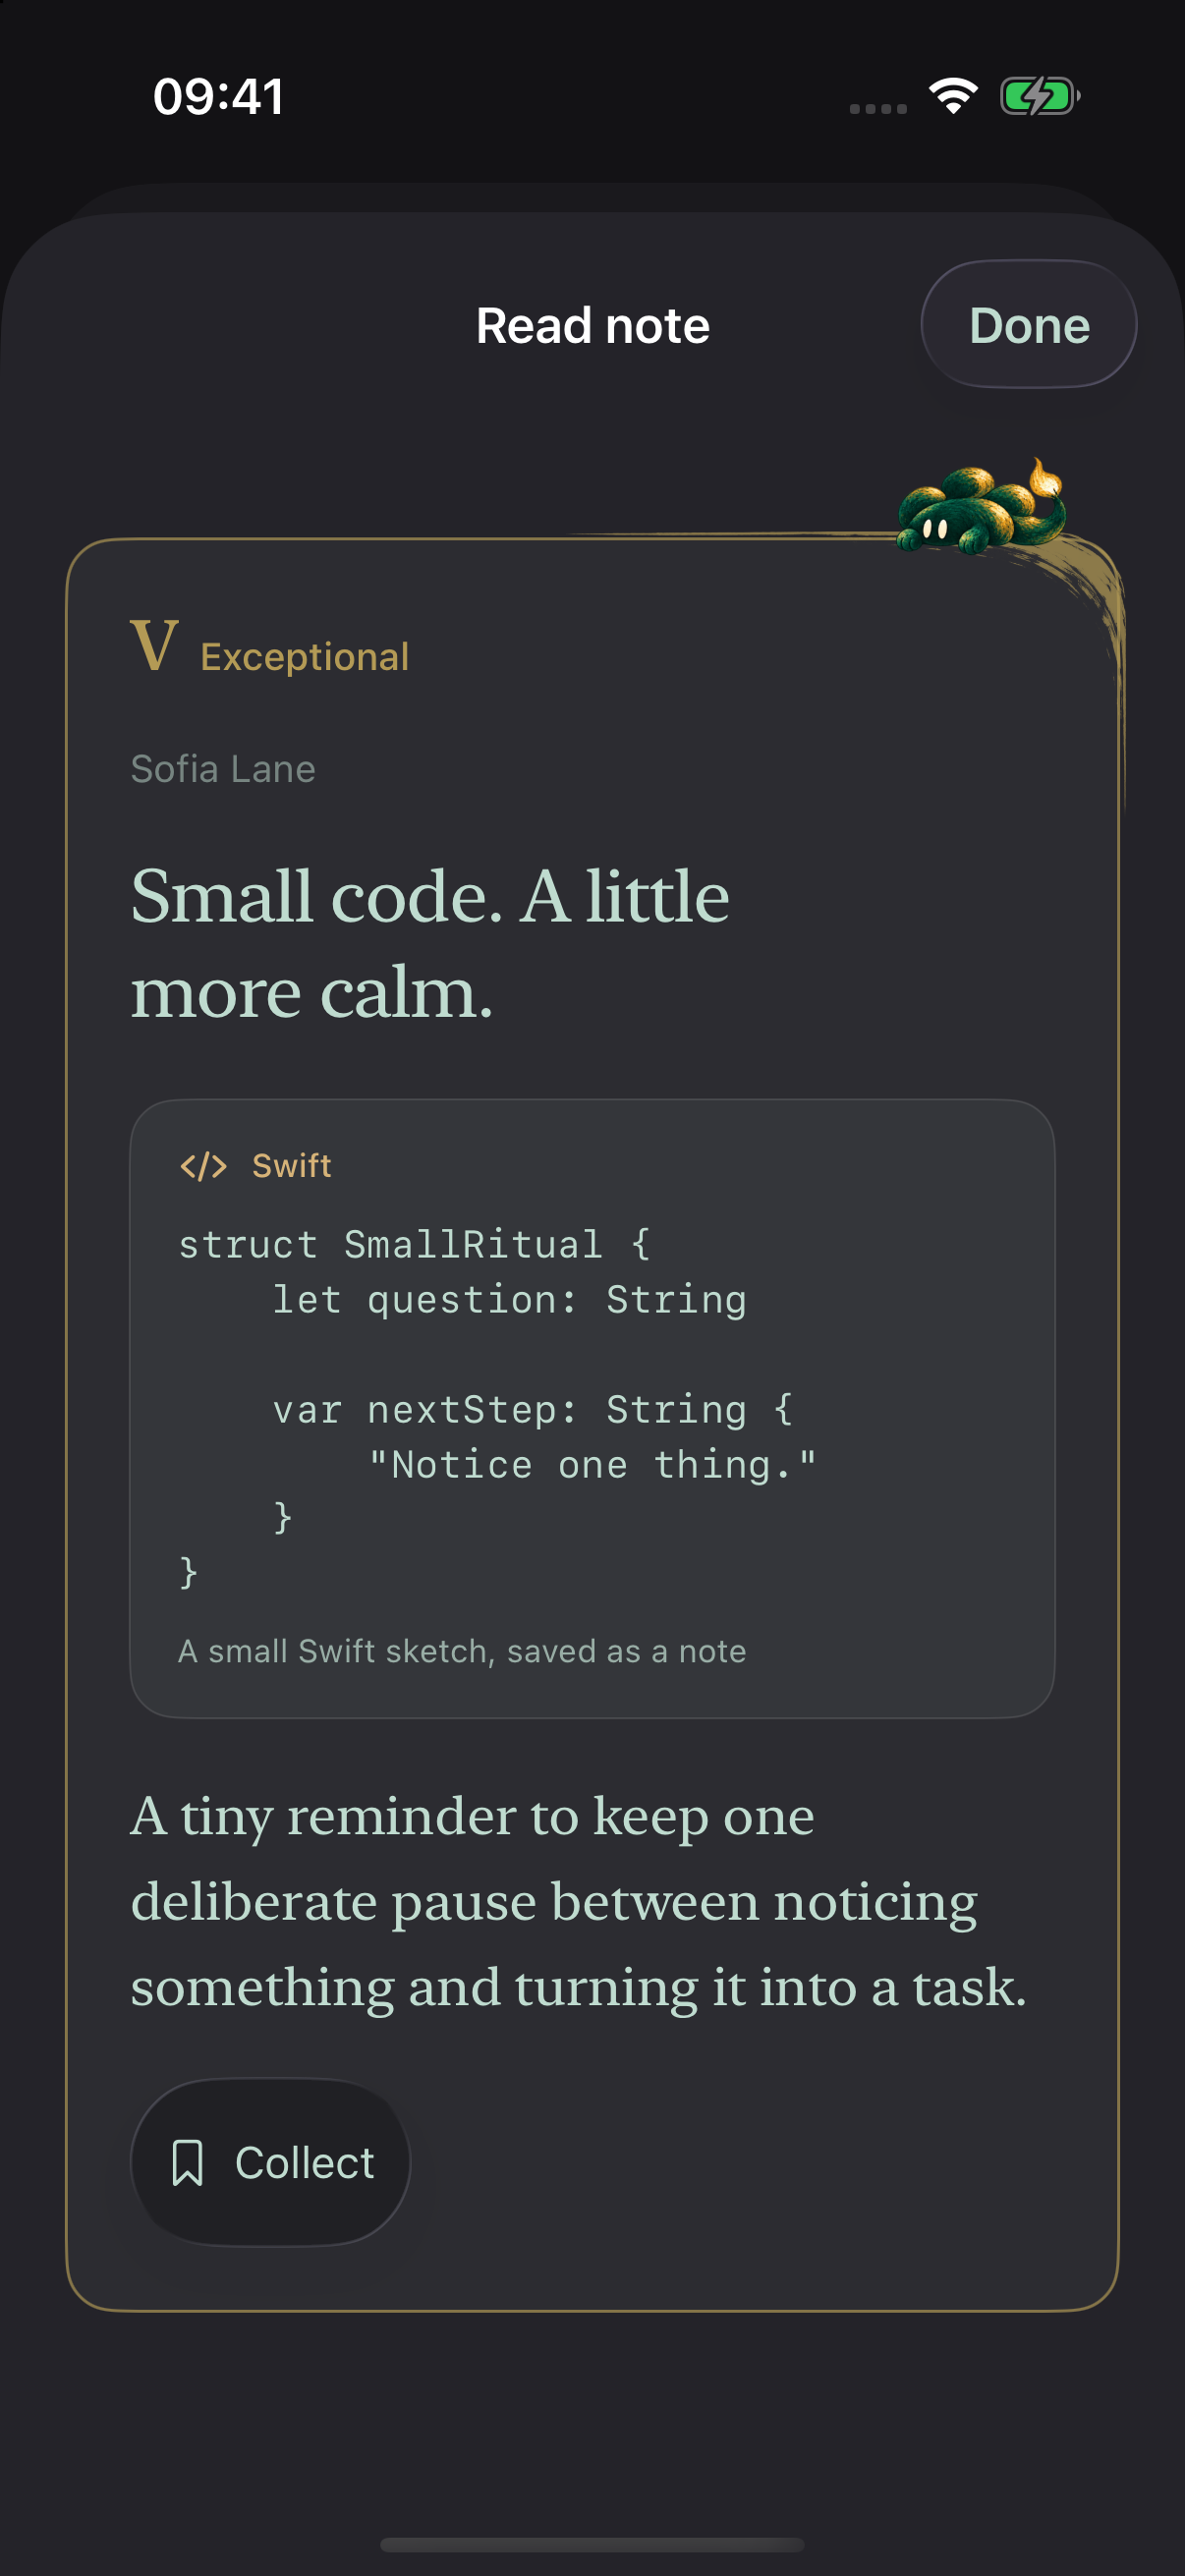 09:41
Read note
Done
V Exceptional
Sofia Lane
Small code. A little
more calm.
</> Swift
struct SmallRitual {
    let question: String

    var nextStep: String {
        "Notice one thing."
    }
}
A small Swift sketch, saved as a note
A tiny reminder to keep one
deliberate pause between noticing
something and turning it into a task.
Collect